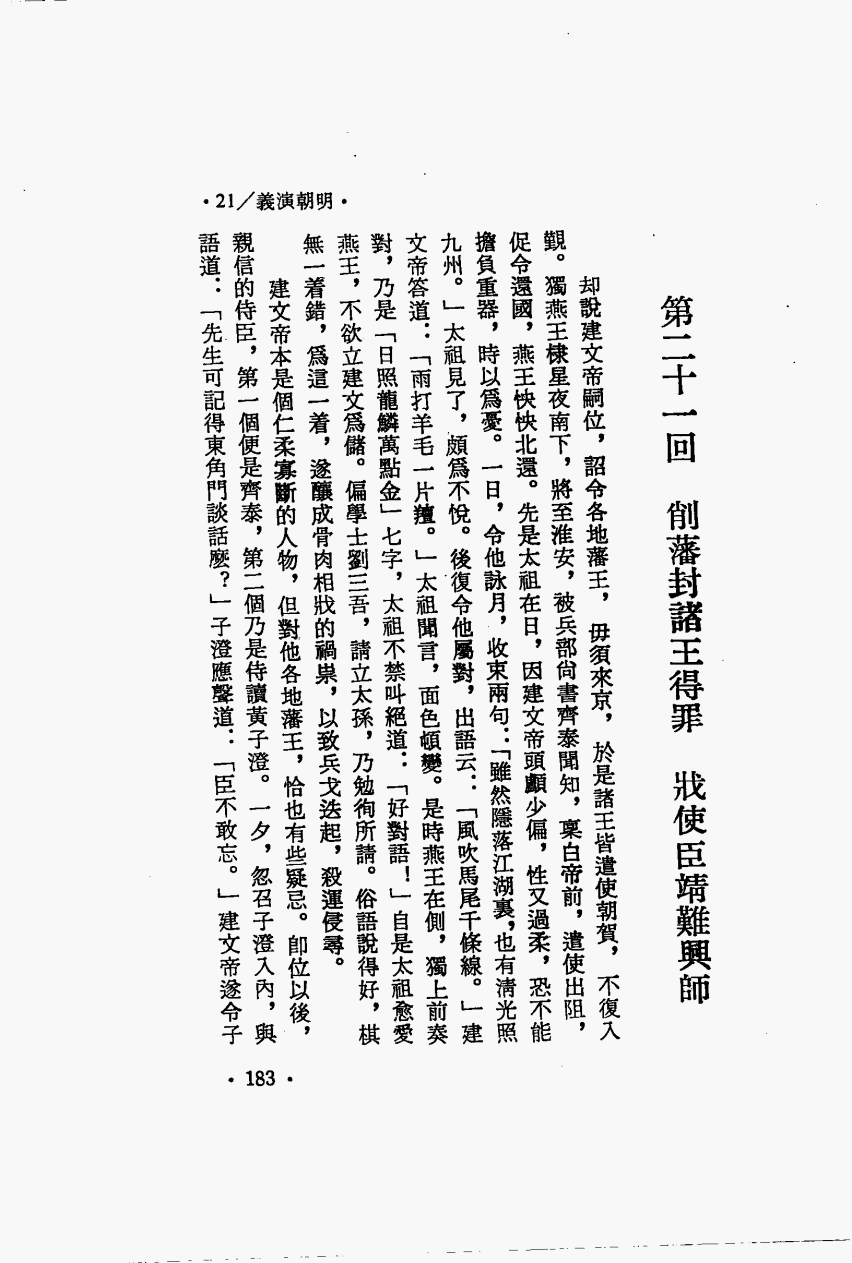 第二十一回　削藩封諸王得罪　戕使臣靖難興師
却說建文帝嗣位，詔令各地藩王，毋須來京，於是諸王皆遣使朝賀，不復入
覲。獨燕王棣星夜南下，將至淮安，被兵部尙書齊泰聞知，稟白帝前，遣使出阻，
促令還國，燕王怏怏北還。先是太祖在日，因建文帝頭顱少偏，性又過柔，恐不能
擔負重器，時以爲憂。一日，令他詠月，收束兩句：「雖然隱落江湖裏，也有淸光照
九州。」太祖見了，頗爲不悅。後復令他屬對，出語云：「風吹馬尾千條線。」建
文帝答道：「雨打羊毛一片羶。」太祖聞言，面色頓變。是時燕王在側，獨上前奏
對，乃是「日照龍鱗萬點金」七字，太祖不禁叫絕道：「好對語！」自是太祖愈愛
燕王，不欲立建文爲儲。偏學士劉三吾，請立太孫，乃勉徇所請。俗語說得好，棋
無一着錯，爲這一着，遂釀成骨肉相戕的禍祟，以致兵戈迭起，殺運侵尋。
建文帝本是個仁柔寡斷的人物，但對他各地藩王，恰也有些疑忌。卽位以後，
親信的侍臣，第一個便是齊泰，第二個乃是侍讀黃子澄。一夕，忽召子澄入內，與
語道：「先生可記得東角門談話麼？」子澄應聲道：「臣不敢忘。」建文帝遂令子
·21／義演朝明·
·183·